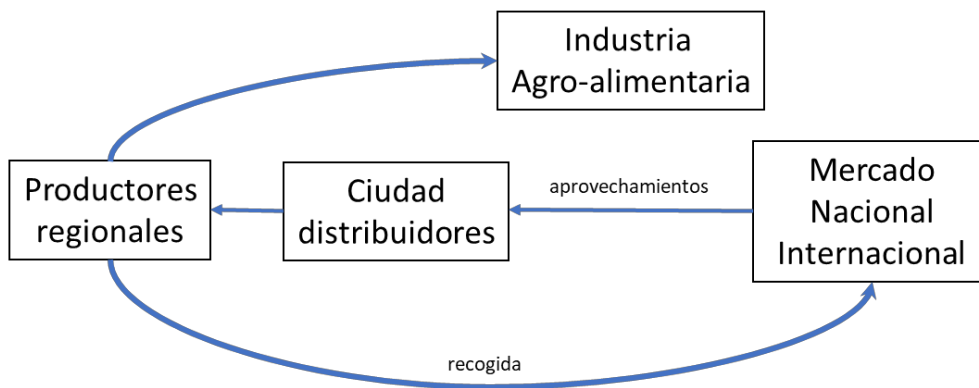 Industria
Agro-alimentaria
Productores
regionales
Ciudad
distribuidores
aprovechamientos
Mercado
Nacional
Internacional
recogida